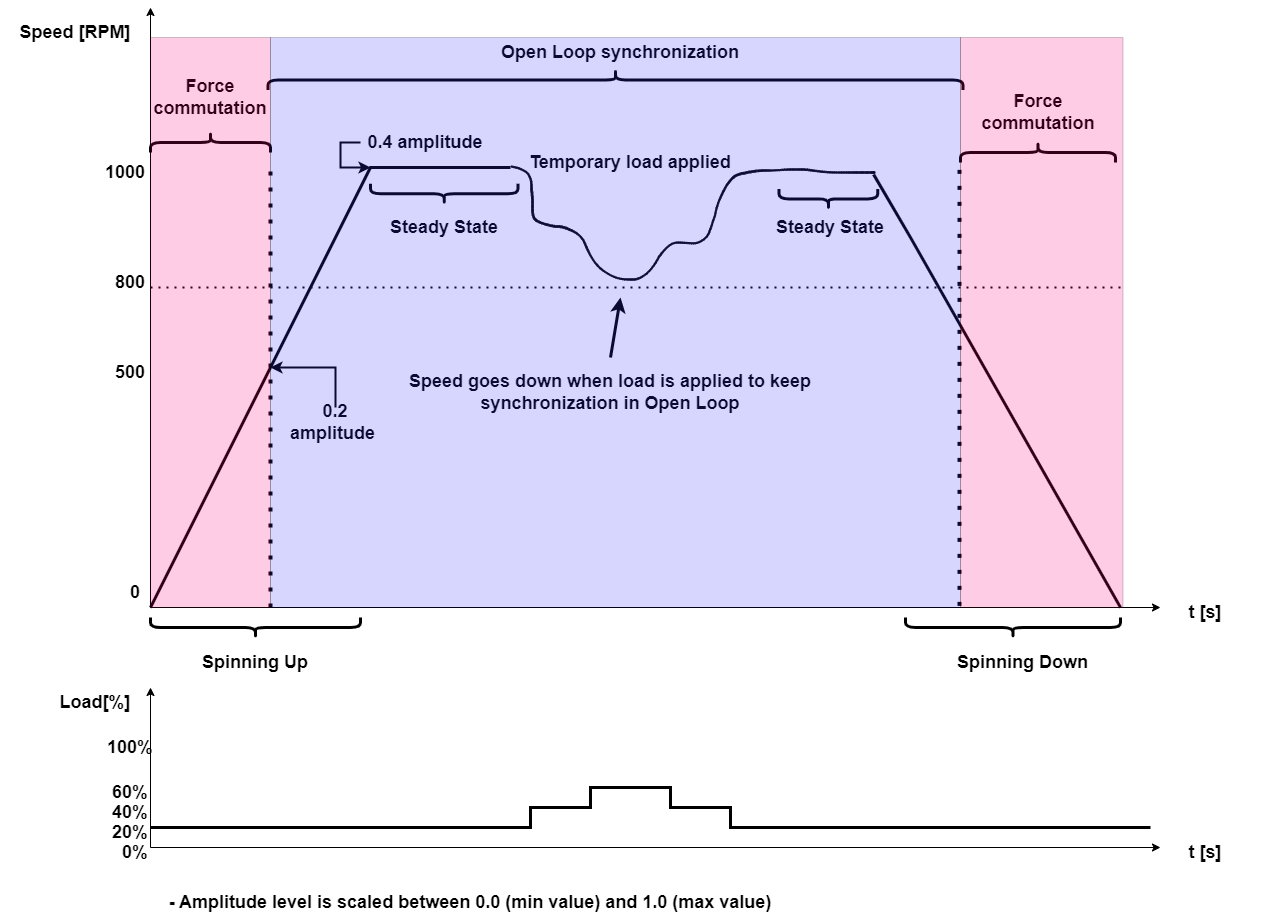 Speed [RPM]
Open Loop synchronization
Force
commutation
Force
commutation
0.4 amplitude
Temporary load applied
1000
Steady State
Steady State
800
500
Speed goes down when load is applied to keep
synchronization in Open Loop
0.2
amplitude
0
t [s]
Spinning Up
Spinning Down
Load[%]
100%
60%
40%
20%
0%
t [s]
- Amplitude level is scaled between 0.0 (min value) and 1.0 (max value)